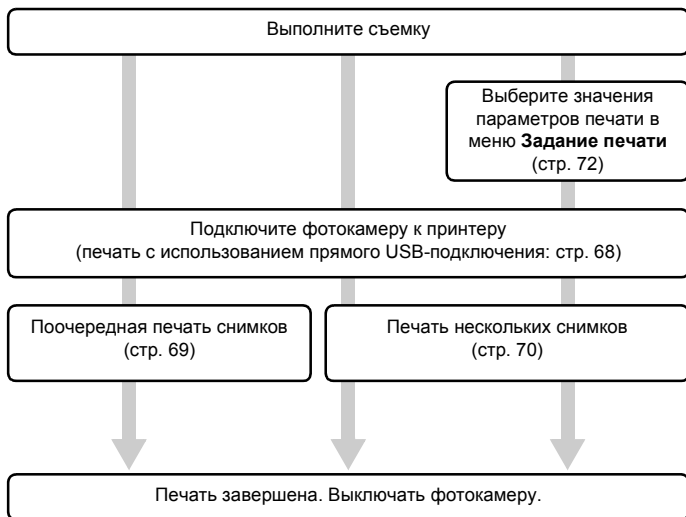 Выполните съемку
Выберите значения
параметров печати в
меню Задание печати
(стр. 72)
Подключите фотокамеру к принтеру
(печать с использованием прямого USB-подключения: стр. 68)
Поочередная печать снимков
(стр. 69)
Печать нескольких снимков
(стр. 70)
Печать завершена. Выключать фотокамеру.